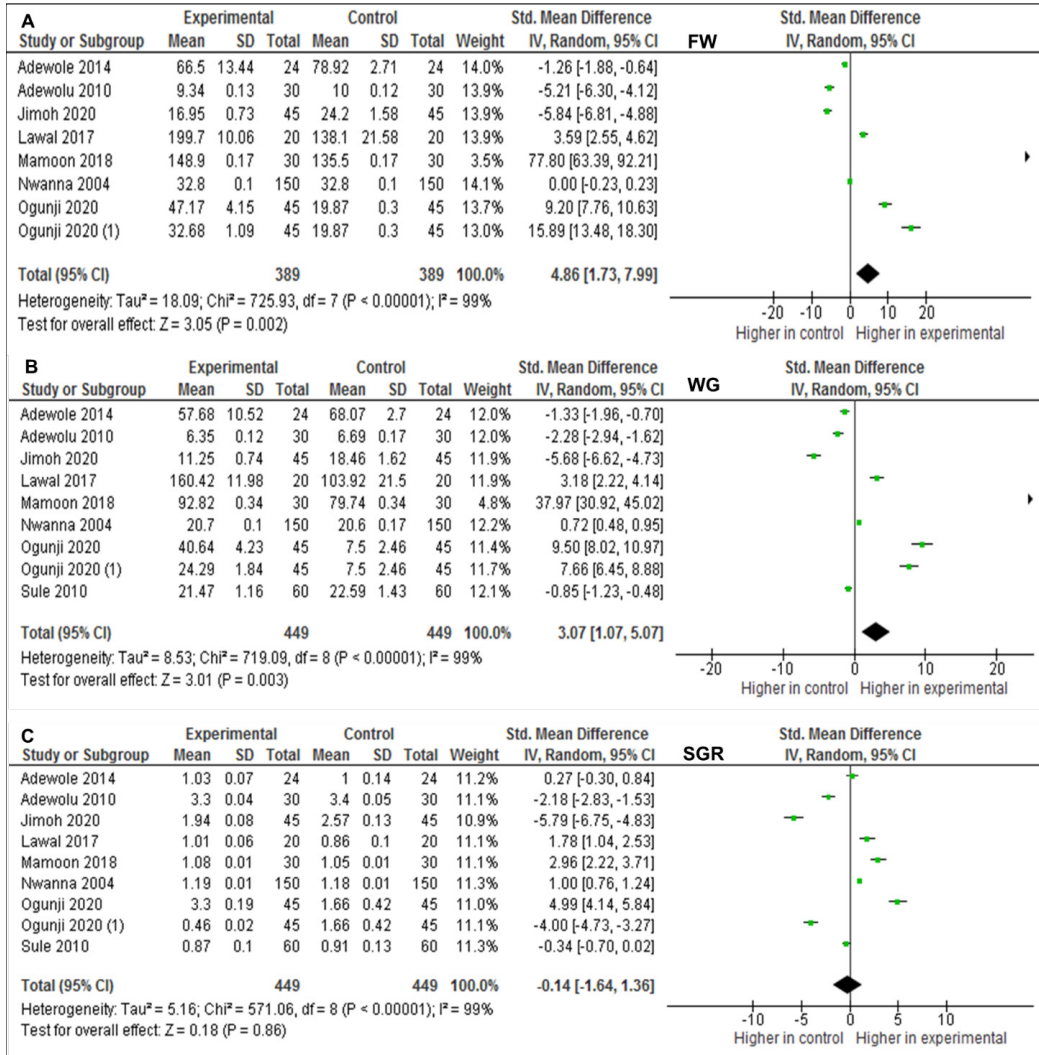 A Experimental Control Std. Mean Difference Std. Mean Difference
Study or Subgroup Mean SD Total Mean SD Total Weight IV, Random, 95% CI FW IV, Random, 95% CI
Adewole 2014 66.5 13.44 24 78.92 2.71 24 14.0% -1.26 [-1.88, -0.64]
Adewolu 2010 9.34 0.13 30 10 0.12 30 13.9% -5.21 [-6.30, -4.12]
Jimoh 2020 16.95 0.73 45 24.2 1.58 45 13.9% -5.84 [-6.81, -4.88]
Lawal 2017 199.7 10.06 20 138.1 21.58 20 13.9% 3.59 [2.55, 4.62]
Mamoon 2018 148.9 0.17 30 135.5 0.17 30 3.5% 77.80 [63.39, 92.21]
Nwanna 2004 32.8 0.1 150 32.8 0.1 150 14.1% 0.00 [-0.23, 0.23]
Ogunji 2020 47.17 4.15 45 19.87 0.3 45 13.7% 9.20 [7.76, 10.63]
Ogunji 2020 (1) 32.68 1.09 45 19.87 0.3 45 13.0% 15.89 [13.48, 18.30]
Total (95% CI) 389 389 100.0% 4.86 [1.73, 7.99]
Heterogeneity: Tau² = 18.09; Chi² = 725.93, df = 7 (P < 0.00001); I² = 99%
Test for overall effect: Z = 3.05 (P = 0.002)
-20 -10 0 10 20
Higher in control Higher in experimental
B Experimental Control Std. Mean Difference Std. Mean Difference
Study or Subgroup Mean SD Total Mean SD Total Weight IV, Random, 95% CI WG IV, Random, 95% CI
Adewole 2014 57.68 10.52 24 68.07 2.7 24 12.0% -1.33 [-1.96, -0.70]
Adewolu 2010 6.35 0.12 30 6.69 0.17 30 12.0% -2.28 [-2.94, -1.62]
Jimoh 2020 11.25 0.74 45 18.46 1.62 45 11.9% -5.68 [-6.62, -4.73]
Lawal 2017 160.42 11.98 20 103.92 21.5 20 11.9% 3.18 [2.22, 4.14]
Mamoon 2018 92.82 0.34 30 79.74 0.34 30 4.8% 37.97 [30.92, 45.02]
Nwanna 2004 20.7 0.1 150 20.6 0.17 150 12.2% 0.72 [0.48, 0.95]
Ogunji 2020 40.64 4.23 45 7.5 2.46 45 11.4% 9.50 [8.02, 10.97]
Ogunji 2020 (1) 24.29 1.84 45 7.5 2.46 45 11.7% 7.66 [6.45, 8.88]
Sule 2010 21.47 1.16 60 22.59 1.43 60 12.1% -0.85 [-1.23, -0.48]
Total (95% CI) 449 449 100.0% 3.07 [1.07, 5.07]
Heterogeneity: Tau² = 8.53; Chi² = 719.09, df = 8 (P < 0.00001); I² = 99%
Test for overall effect: Z = 3.01 (P = 0.003)
-20 -10 0 10 20
Higher in control Higher in experimental
C Experimental Control Std. Mean Difference Std. Mean Difference
Study or Subgroup Mean SD Total Mean SD Total Weight IV, Random, 95% CI SGR IV, Random, 95% CI
Adewole 2014 1.03 0.07 24 1 0.14 24 11.2% 0.27 [-0.30, 0.84]
Adewolu 2010 3.3 0.04 30 3.4 0.05 30 11.1% -2.18 [-2.83, -1.53]
Jimoh 2020 1.94 0.08 45 2.57 0.13 45 10.9% -5.79 [-6.75, -4.83]
Lawal 2017 1.01 0.06 20 0.86 0.1 20 11.0% 1.78 [1.04, 2.53]
Mamoon 2018 1.08 0.01 30 1.05 0.01 30 11.1% 2.96 [2.22, 3.71]
Nwanna 2004 1.19 0.01 150 1.18 0.01 150 11.3% 1.00 [0.76, 1.24]
Ogunji 2020 3.3 0.19 45 1.66 0.42 45 11.0% 4.99 [4.14, 5.84]
Ogunji 2020 (1) 0.46 0.02 45 1.66 0.42 45 11.1% -4.00 [-4.73, -3.27]
Sule 2010 0.87 0.1 60 0.91 0.13 60 11.3% -0.34 [-0.70, 0.02]
Total (95% CI) 449 449 100.0% -0.14 [-1.64, 1.36]
Heterogeneity: Tau² = 5.16; Chi² = 571.06, df = 8 (P < 0.00001); I² = 99%
Test for overall effect: Z = 0.18 (P = 0.86)
-10 -5 0 5 10
Higher in control Higher in experimental